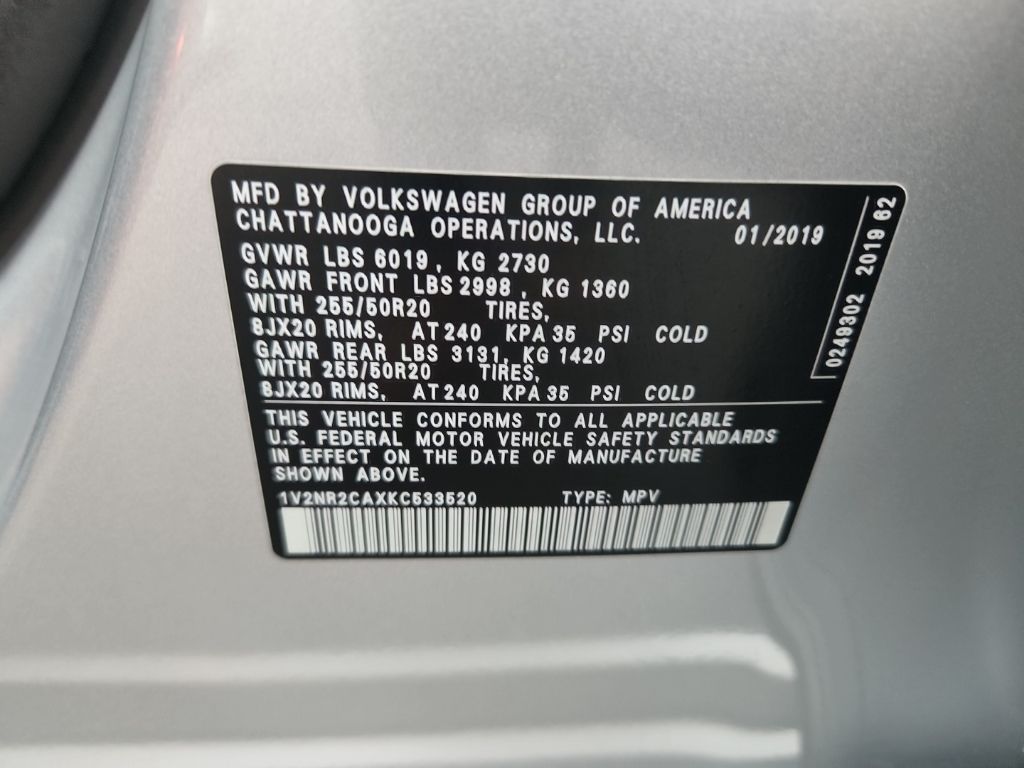 MFD BY VOLKSWAGEN GROUP OF AMERICA
CHATTANOOGA OPERATIONS, LLC. 01/2019
GVWR LBS 6019, KG 2730
GAWR FRONT LBS 2998, KG 1360
WITH 255/50R20 TIRES,
8JX20 RIMS, AT 240 KPA 35 PSI COLD
GAWR REAR LBS 3131, KG 1420
WITH 255/50R20 TIRES,
8JX20 RIMS, AT 240 KPA 35 PSI COLD
THIS VEHICLE CONFORMS TO ALL APPLICABLE
U.S. FEDERAL MOTOR VEHICLE SAFETY STANDARDS
IN EFFECT ON THE DATE OF MANUFACTURE
SHOWN ABOVE.
1V2NR2CAXKC533520 TYPE: MPV
0249302 2019 62